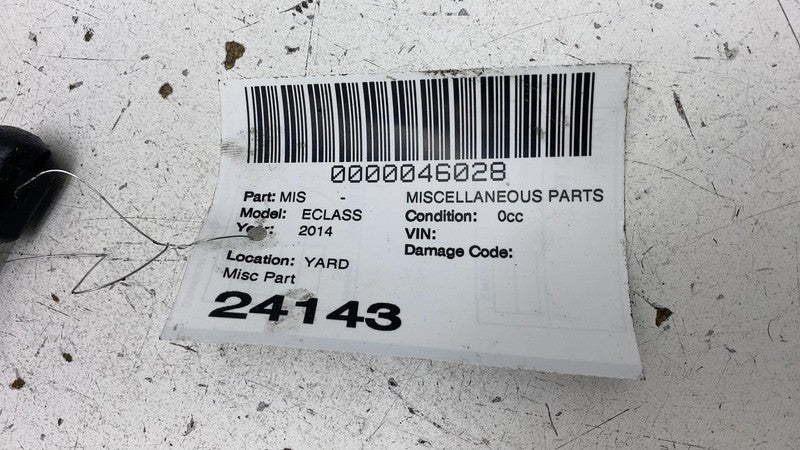 0000046028
Part: MIS - MISCELLANEOUS PARTS
Model: ECLASS Condition: 0cc
Year: 2014 VIN:
Damage Code:
Location: YARD
Misc Part
24143